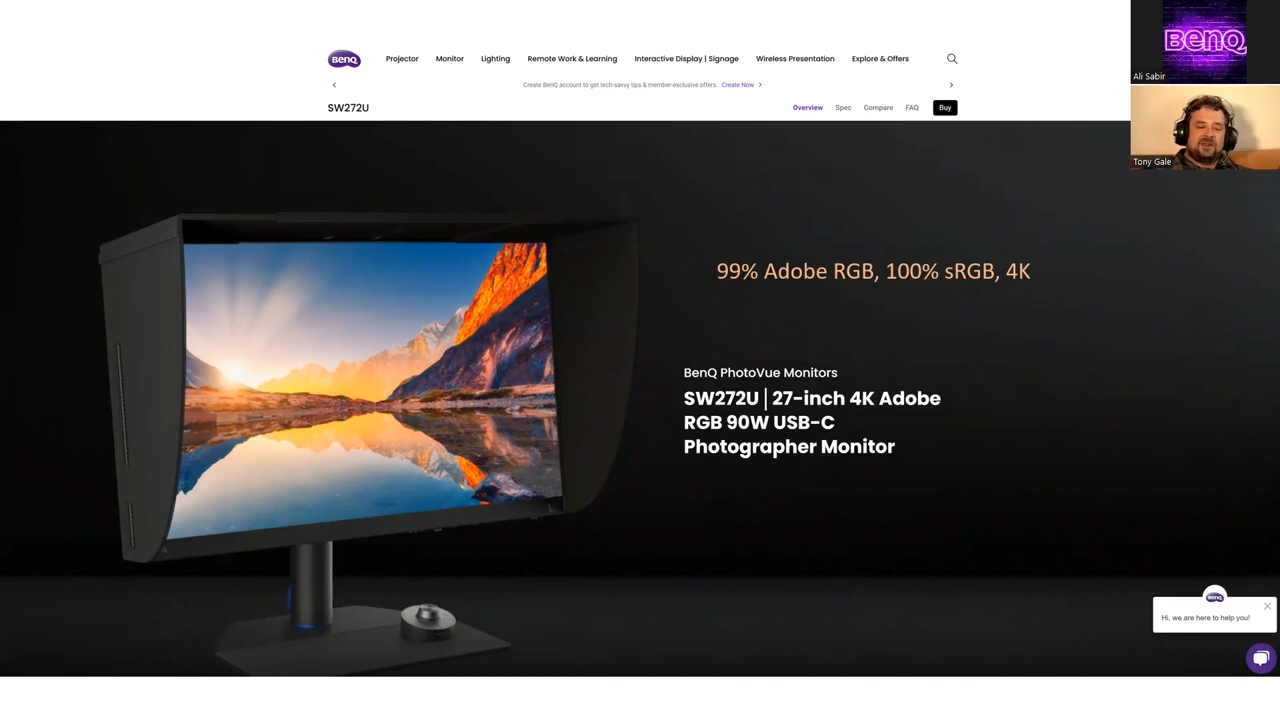 BenQ
Projector
Monitor
Lighting
Remote Work & Learning
Interactive Display | Signage
Wireless Presentation
Explore & Offers
Create BenQ account to get tech-savvy tips & member-exclusive offers. Create Now
SW272U
Overview
Spec
Compare
FAQ
Buy
BenQ
Ali Sabir
Tony Gale
99% Adobe RGB, 100% sRGB, 4K
BenQ PhotoVue Monitors
SW272U | 27-inch 4K Adobe
RGB 90W USB-C
Photographer Monitor
BenQ
Hi, we are here to help you!